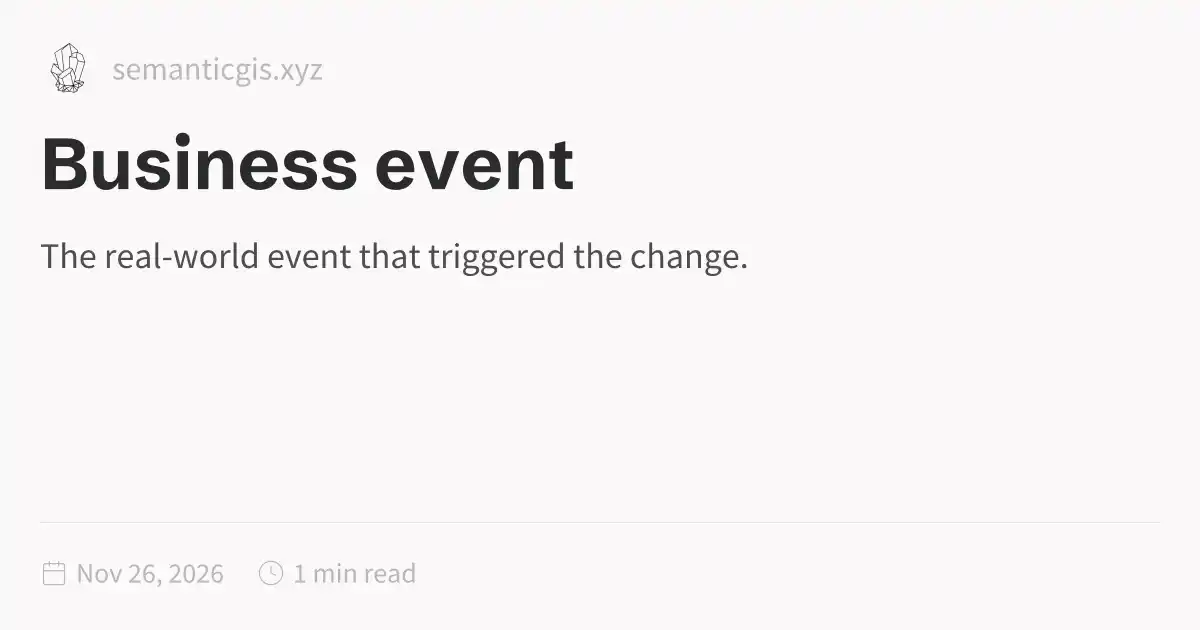 semanticgis.xyz
Business event
The real-world event that triggered the change.
Nov 26, 2026 1 min read